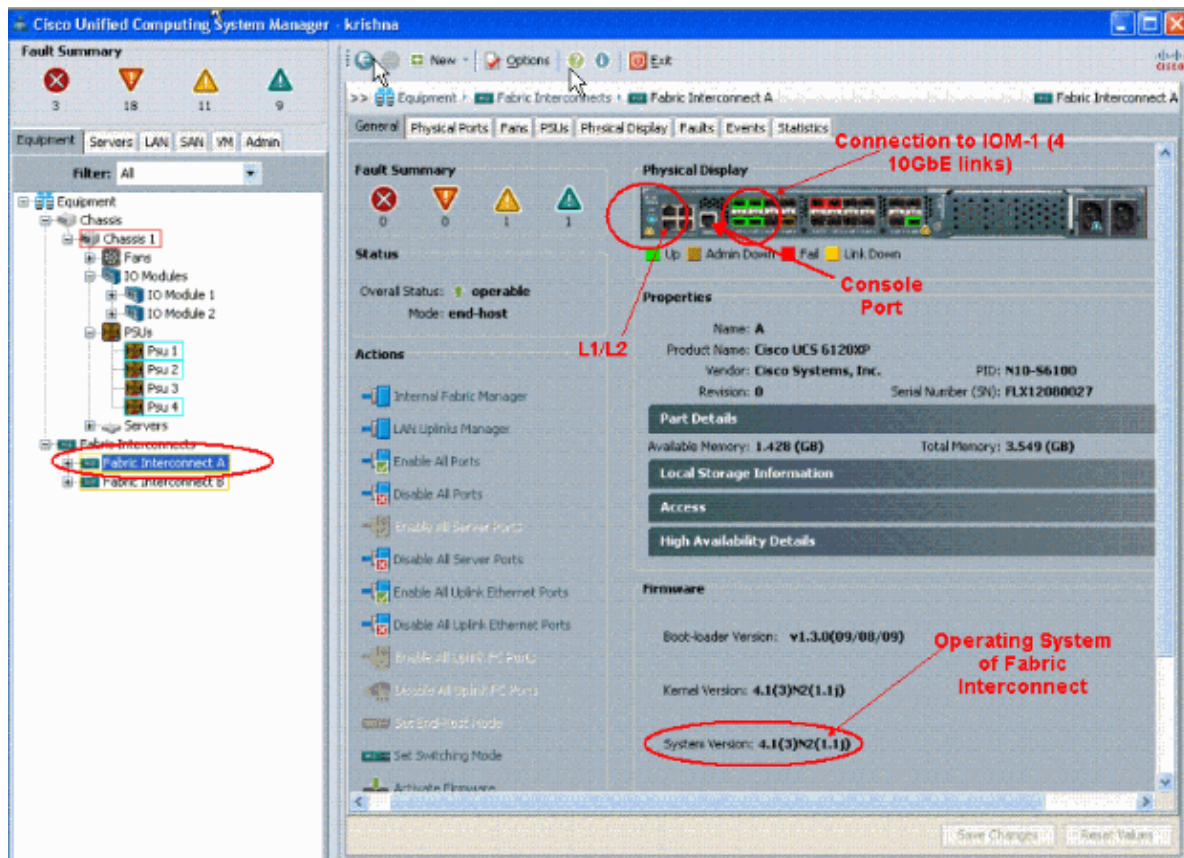 Cisco Unified Computing System Manager - krishna
Fault Summary
3 18 11 9
Equipment Servers LAN SAN VM Admin
Filter: All
Equipment
Chassis
Chassis 1
Fans
IO Modules
IO Module 1
IO Module 2
PSUs
Psu 1
Psu 2
Psu 3
Psu 4
Servers
Fabric Interconnects
Fabric Interconnect A
Fabric Interconnect B
New Options Exit
CISCO
>> Equipment Fabric Interconnects Fabric Interconnect A
Fabric Interconnect A
General Physical Ports Fans PSUs Physical Display Faults Events Statistics
Fault Summary
0 0 1 1
Status
Overall Status: operable
Mode: end-host
Actions
Internal Fabric Manager
LAN Uplinks Manager
Enable All Ports
Disable All Ports
Enable All Server Ports
Disable All Server Ports
Enable All Uplink Ethernet Ports
Disable All Uplink Ethernet Ports
Enable All Uplink FC Ports
Disable All Uplink FC Ports
Set End-Host Mode
Set Switching Mode
Activate Firmware
Physical Display
Connection to IOM-1 (4
10GbE links)
Up Admin Down Fail Link Down
Console
Port
L1/L2
Properties
Name: A
Product Name: Cisco UCS 6120XP
Vendor: Cisco Systems, Inc. PID: N10-S6100
Revision: 0 Serial Number (SN): FLX12080027
Part Details
Available Memory: 1.428 (GB) Total Memory: 3.549 (GB)
Local Storage Information
Access
High Availability Details
Firmware
Boot-loader Version: v1.3.0(09/08/09)
Operating System
of Fabric
Interconnect
Kernel Version: 4.1(3)N2(1.1j)
System Version: 4.1(3)N2(1.1j)
Save Changes Reset Values